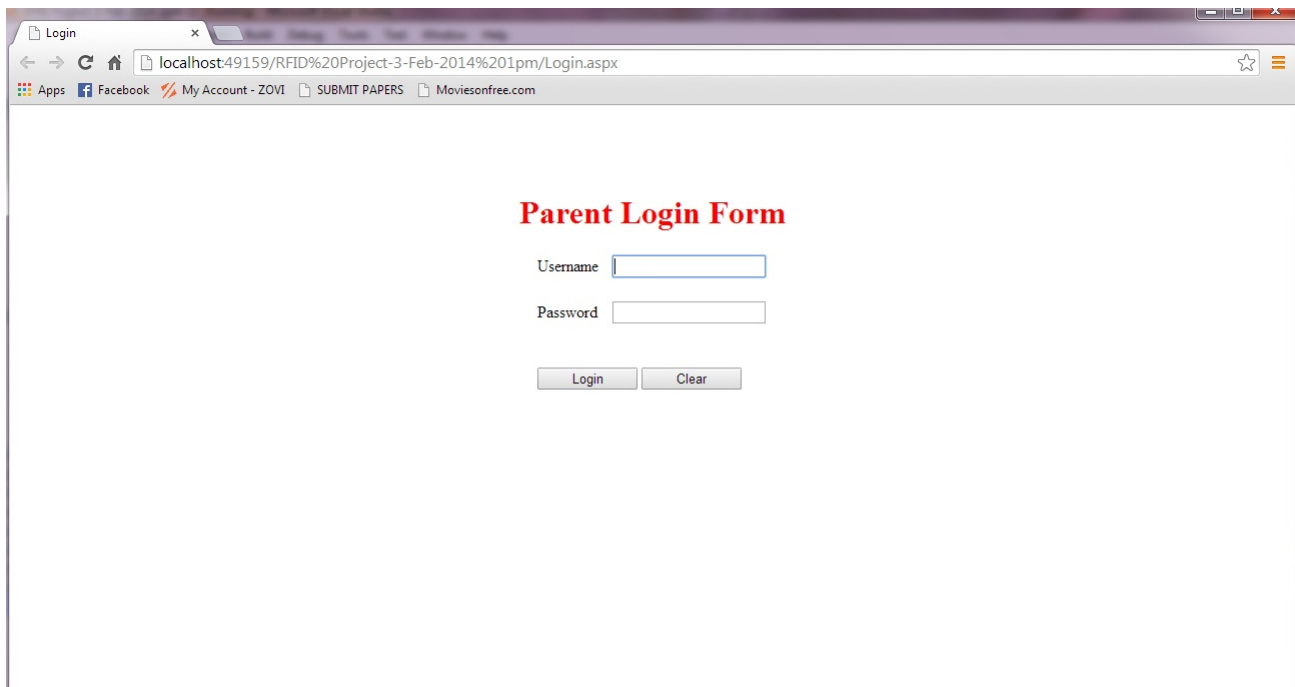 Login
localhost:49159/RFID%20Project-3-Feb-2014%201pm/Login.aspx
Apps Facebook My Account - ZOVI SUBMIT PAPERS Moviesonfree.com
Parent Login Form
Username
Password
Login Clear